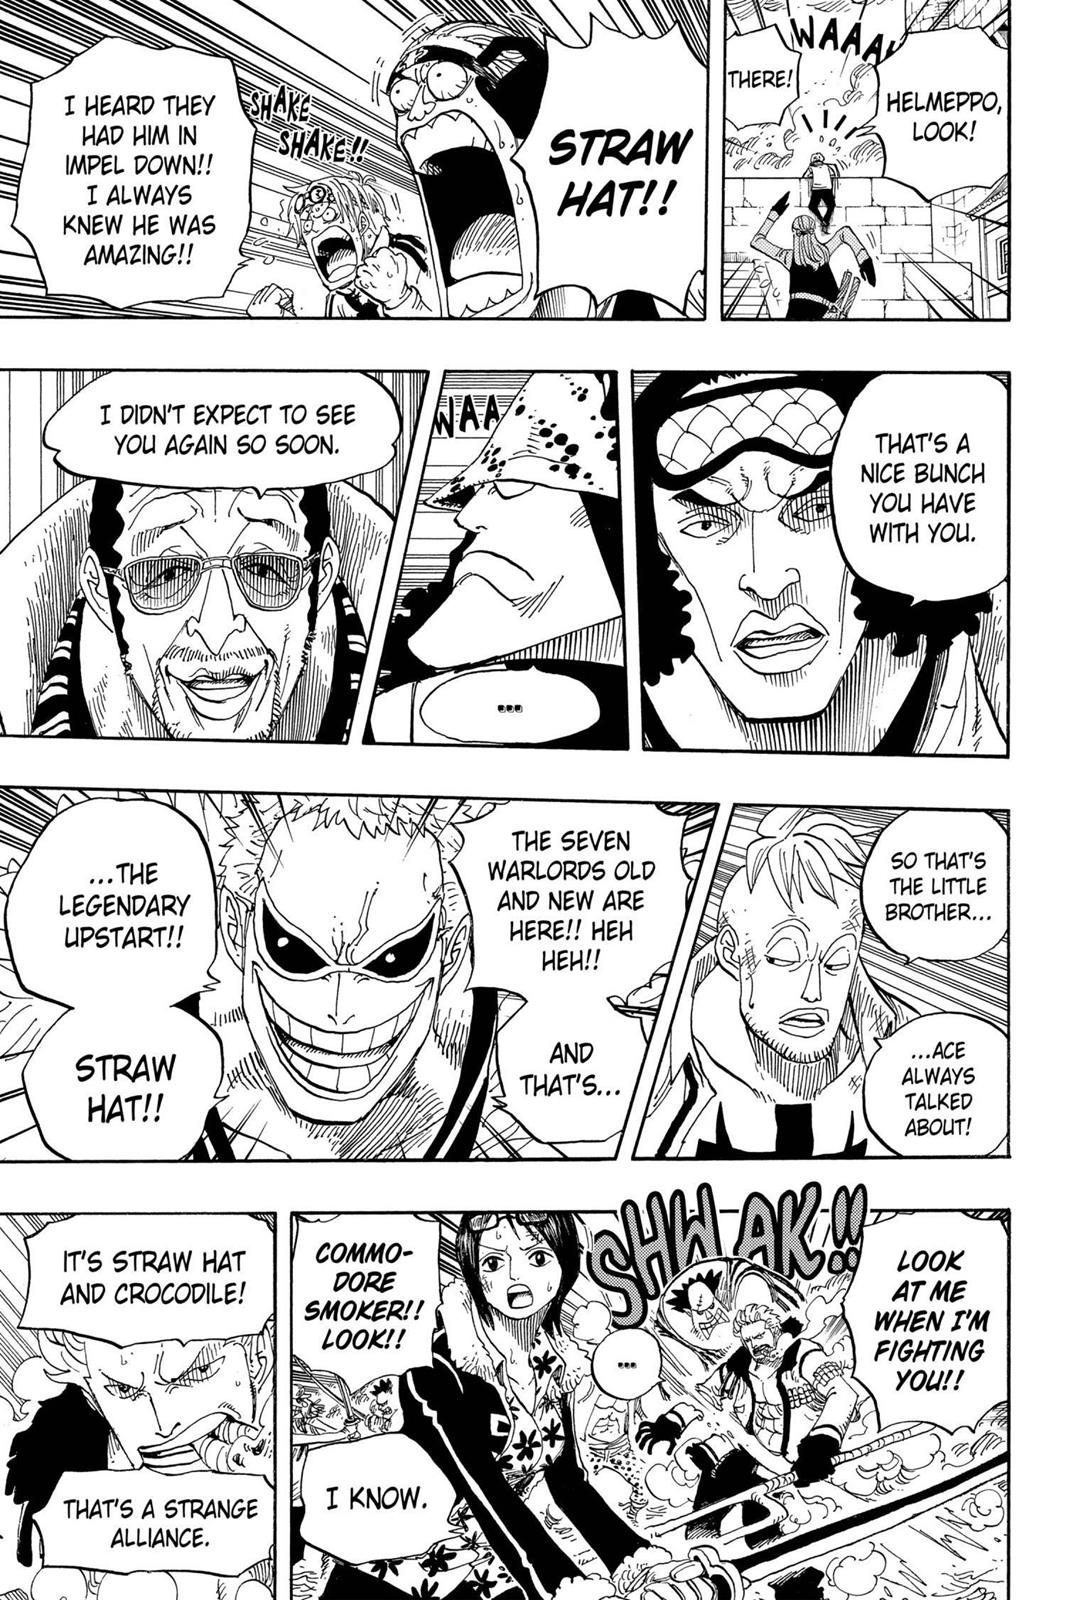 WAAAH
HELMEPPO,
LOOK!
THERE!
STRAW
HAT!!
SHAKE
SHAKE!!
I HEARD THEY
HAD HIM IN
IMPEL DOWN!!
I ALWAYS
KNEW HE WAS
AMAZING!!
THAT'S A
NICE BUNCH
YOU HAVE
WITH YOU.
WAA
...
I DIDN'T EXPECT TO SEE
YOU AGAIN SO SOON.
SO THAT'S
THE LITTLE
BROTHER...
...ACE
ALWAYS
TALKED
ABOUT!
THE SEVEN
WARLORDS OLD
AND NEW ARE
HERE!! HEH
HEH!!
AND
THAT'S...
...THE
LEGENDARY
UPSTART!!
STRAW
HAT!!
LOOK
AT ME
WHEN I'M
FIGHTING
YOU!!
SHWAK!!
...
COMMO-
DORE
SMOKER!!
LOOK!!
I KNOW.
IT'S STRAW HAT
AND CROCODILE!
THAT'S A STRANGE
ALLIANCE.